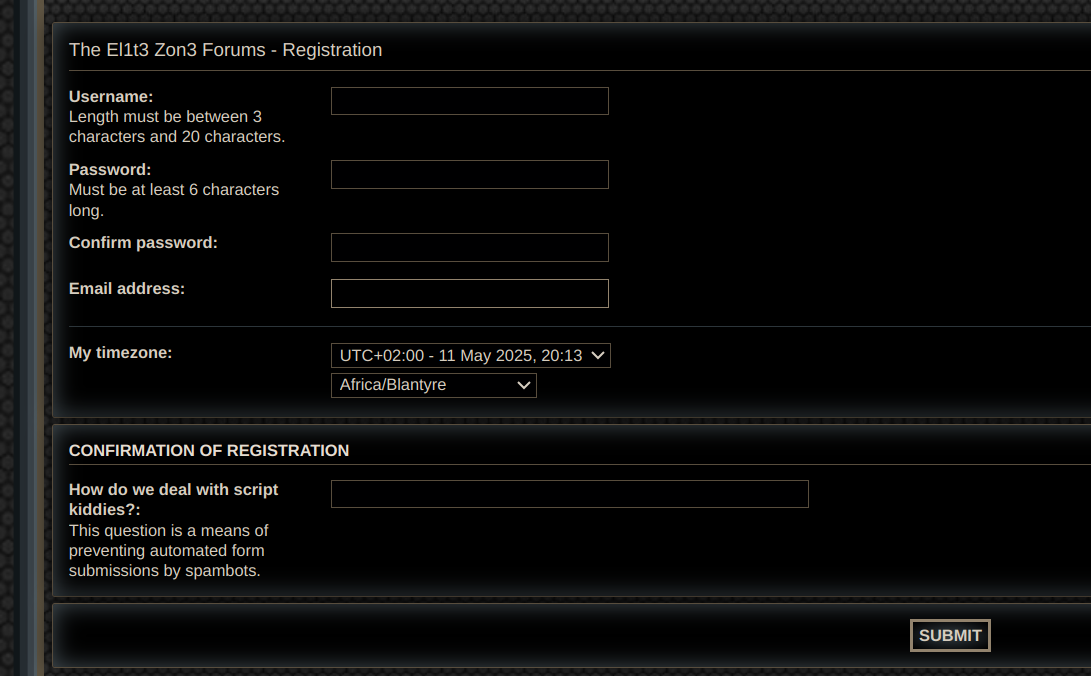 The El1t3 Zon3 Forums - Registration
Username:
Length must be between 3
characters and 20 characters.
Password:
Must be at least 6 characters
long.
Confirm password:
Email address:
My timezone:
UTC+02:00 - 11 May 2025, 20:13
Africa/Blantyre
CONFIRMATION OF REGISTRATION
How do we deal with script
kiddies?:
This question is a means of
preventing automated form
submissions by spambots.
SUBMIT